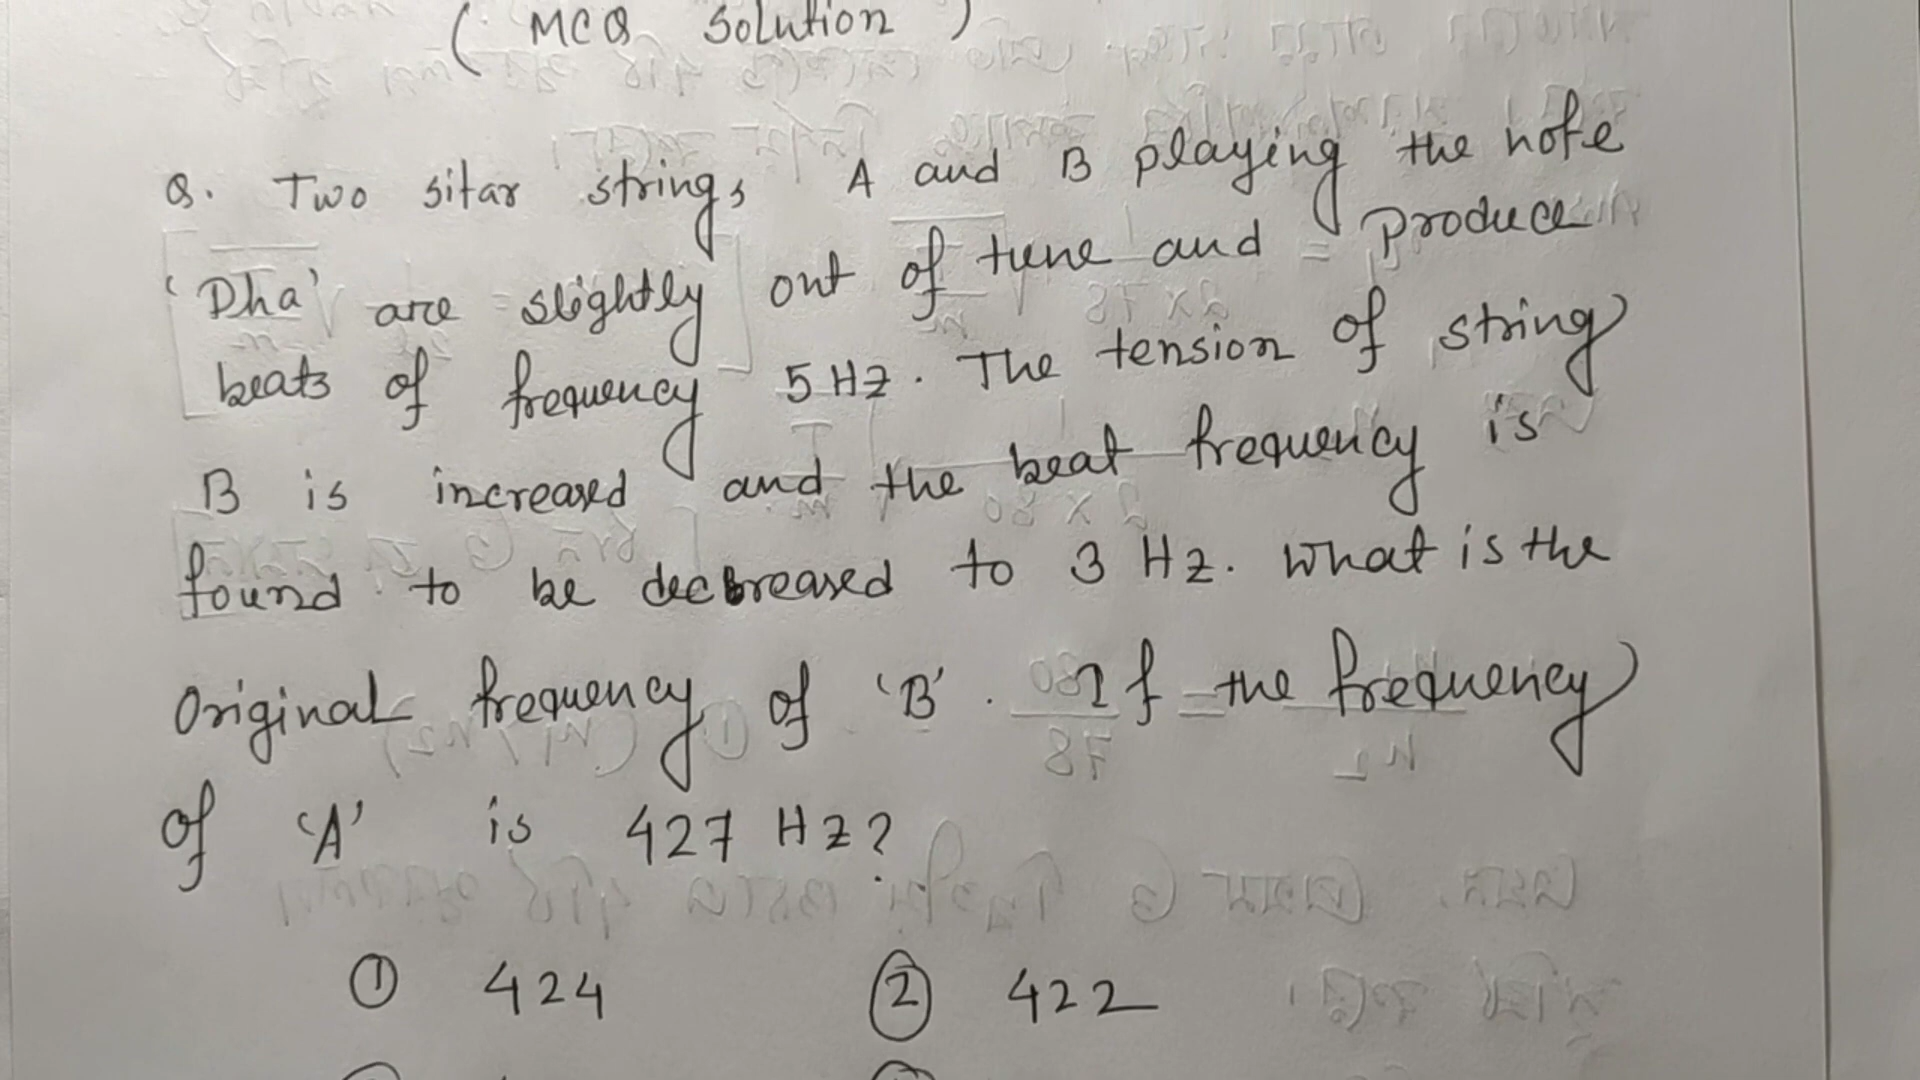 ( MCQ Solution )
Q. Two sitar strings A and B playing the note
'Dha' are slightly out of tune and produce
beats of frequency 5 Hz. The tension of string
B is increased and the beat frequency is
found to be decreased to 3 Hz. What is the
Original frequency of 'B'. If the frequency
of 'A' is 427 Hz?
① 424 ② 422